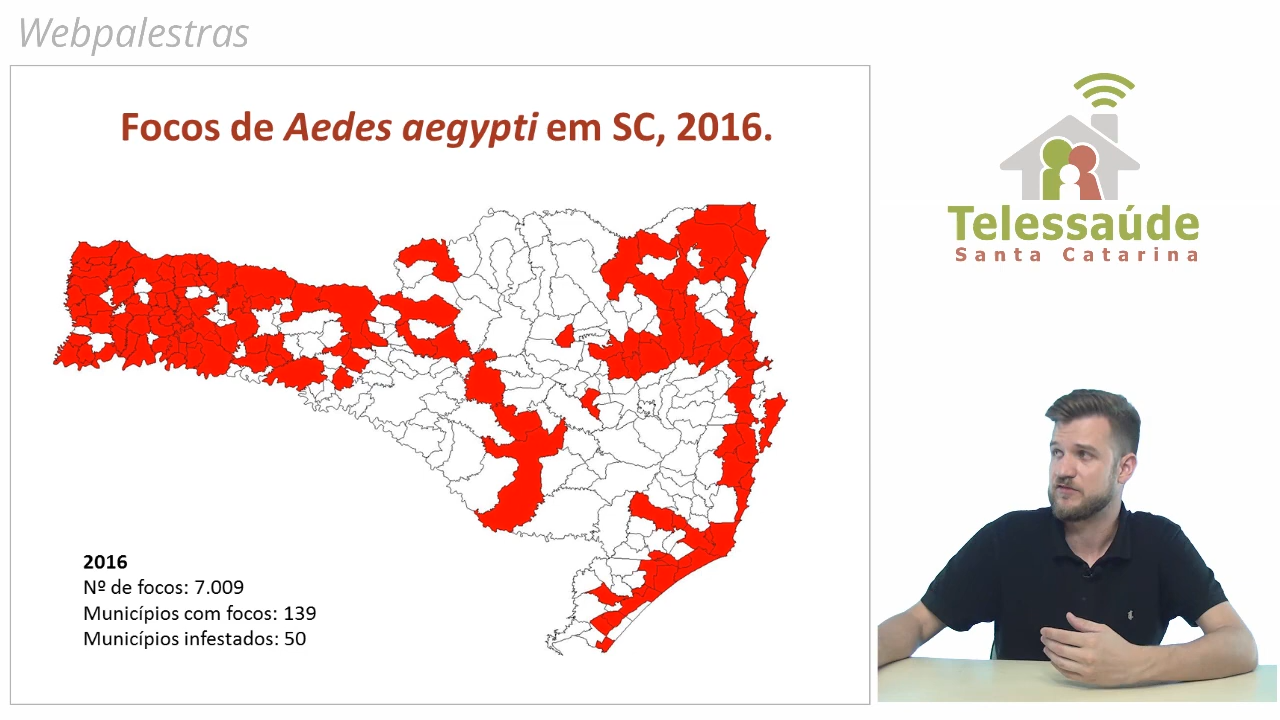 Webpalestras
Focos de Aedes aegypti em SC, 2016.
Telessaúde
Santa Catarina
2016
Nº de focos: 7.009
Municípios com focos: 139
Municípios infestados: 50